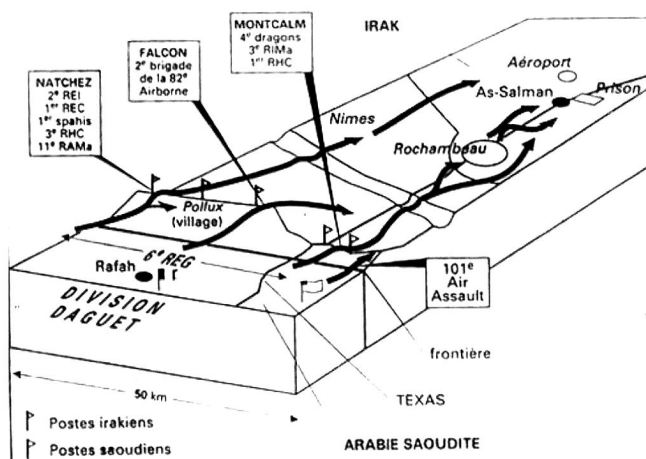 IRAK
MONTCALM
4e dragons
3e RIMa
1er RHC
FALCON
2e brigade
de la 82e
Airborne
NATCHEZ
2e REI
1er REC
1er spahis
3e RHC
11e RAMa
Aéroport
As-Salman
Prison
Nimes
Rochambeau
Pollux
(village)
6e REG
Rafah
DIVISION
DAGUET
101e
Air
Assault
frontière
50 km
TEXAS
Postes irakiens
Postes saoudiens
ARABIE SAOUDITE